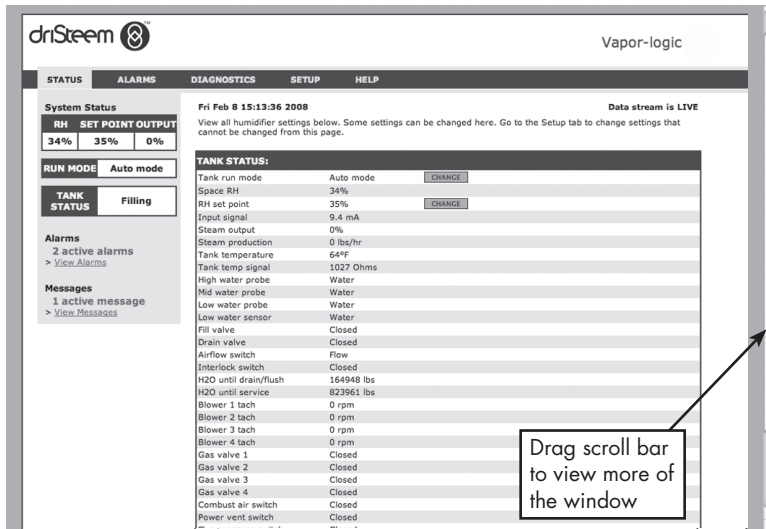 driSteem
Vapor-logic
STATUS ALARMS DIAGNOSTICS SETUP HELP
System Status
RH SET POINT OUTPUT
34% 35% 0%
RUN MODE Auto mode
TANK STATUS Filling
Alarms
2 active alarms
> View Alarms
Messages
1 active message
> View Messages
Fri Feb 8 15:13:36 2008 Data stream is LIVE
View all humidifier settings below. Some settings can be changed here. Go to the Setup tab to change settings that
cannot be changed from this page.
TANK STATUS:
Tank run mode Auto mode CHANGE
Space RH 34%
RH set point 35% CHANGE
Input signal 9.4 mA
Steam output 0%
Steam production 0 lbs/hr
Tank temperature 64ºF
Tank temp signal 1027 Ohms
High water probe Water
Mid water probe Water
Low water probe Water
Low water sensor Water
Fill valve Closed
Drain valve Closed
Airflow switch Flow
Interlock switch Closed
H2O until drain/flush 164948 lbs
H2O until service 823961 lbs
Blower 1 tach 0 rpm
Blower 2 tach 0 rpm
Blower 3 tach 0 rpm
Blower 4 tach 0 rpm
Gas valve 1 Closed
Gas valve 2 Closed
Gas valve 3 Closed
Gas valve 4 Closed
Combust air switch Closed
Power vent switch Closed
Drag scroll bar
to view more of
the window